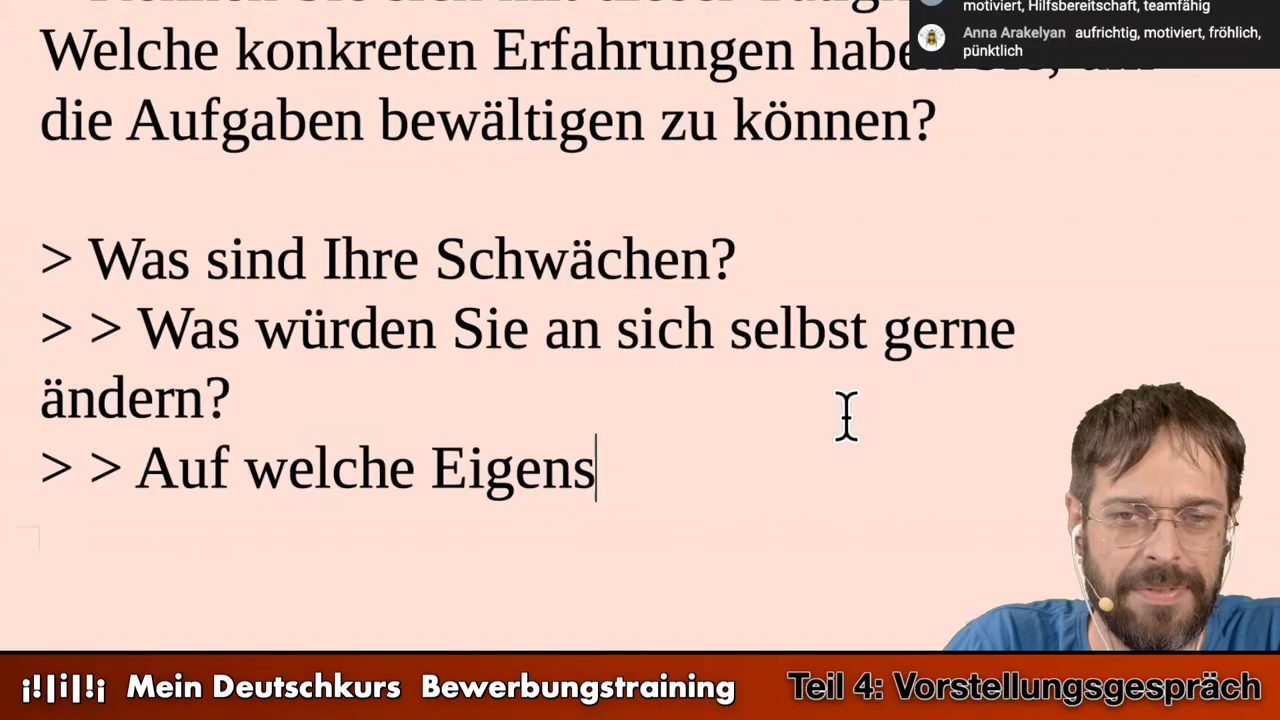 motiviert, Hilfsbereitschaft, teamfähig
Anna Arakelyan aufrichtig, motiviert, fröhlich,
pünktlich
Welche konkreten Erfahrungen haben
die Aufgaben bewältigen zu können?
> Was sind Ihre Schwächen?
> > Was würden Sie an sich selbst gerne
ändern?
> > Auf welche Eigens
¡!|i|!¡ Mein Deutschkurs Bewerbungstraining
Teil 4: Vorstellungsgespräch